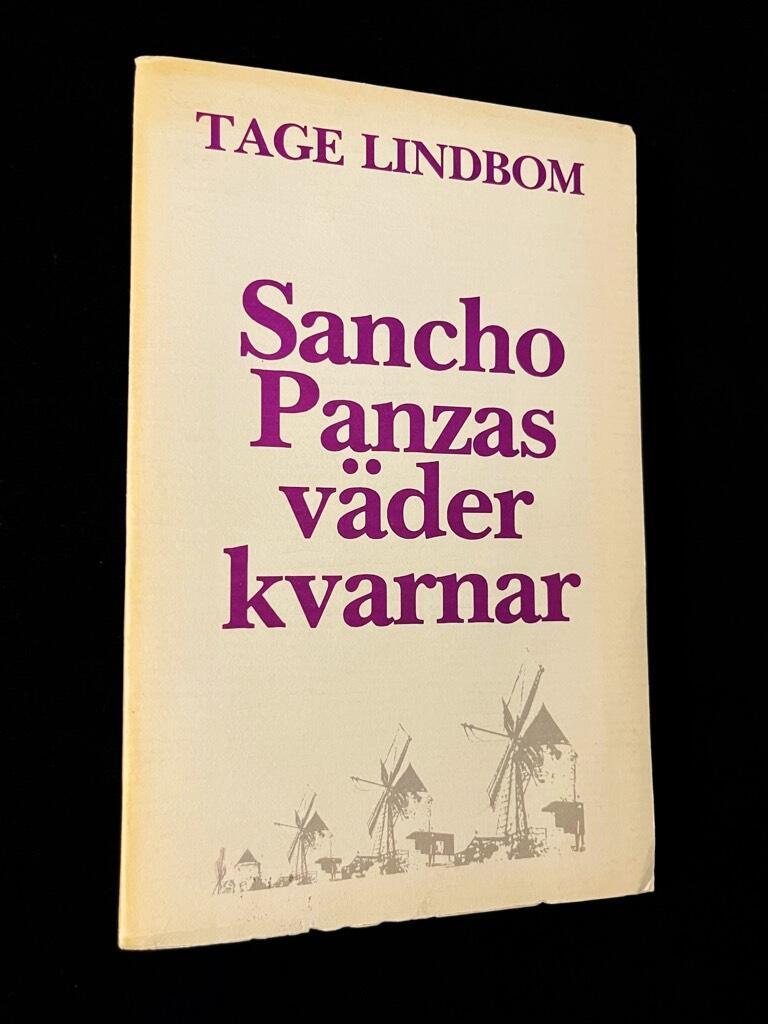 TAGE LINDBOM
Sancho
Panzas
väder
kvarnar